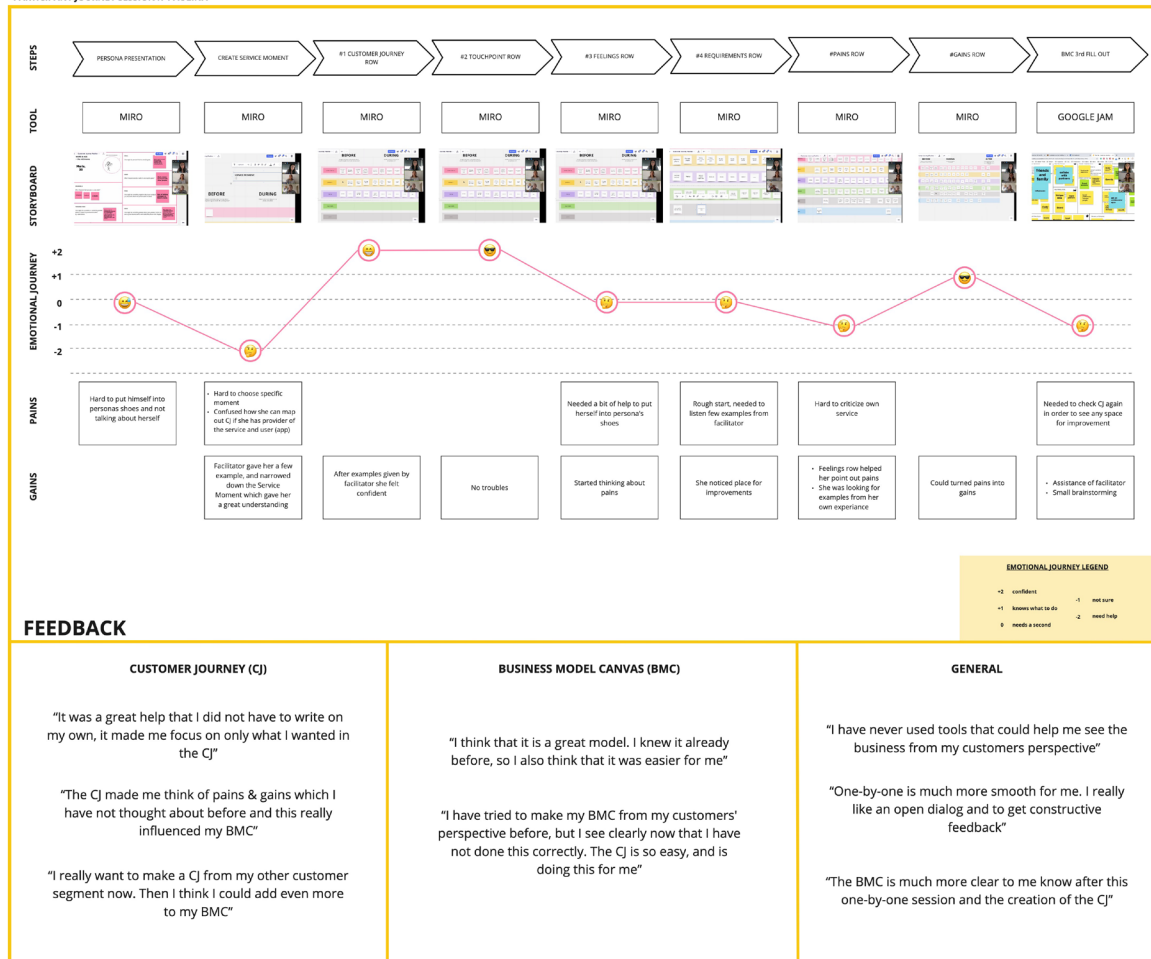 STEPS
PERSONA PRESENTATION
CREATE SERVICE MOMENT
#1 CUSTOMER JOURNEY
ROW
#2 TOUCHPOINT ROW
#3 FEELINGS ROW
#4 REQUIREMENTS ROW
#PAINS ROW
#GAINS ROW
BMC 3rd FILL OUT
TOOL
MIRO
MIRO
MIRO
MIRO
MIRO
MIRO
MIRO
MIRO
GOOGLE JAM
STORYBOARD
BEFORE
DURING
BEFORE
DURING
BEFORE
DURING
BEFORE
DURING
friends
and
family
EMOTIONAL JOURNEY
+2
+1
0
-1
-2
PAINS
Hard to put himself into
personas shoes and not
talking about herself
• Hard to choose specific
moment
• Confused how she can map
out CJ if she has provider of
the service and user (app)
Needed a bit of help to put
herself into persona's
shoes
Rough start, needed to
listen few examples from
facilitator
Hard to criticize own
service
Needed to check CJ again
in order to see any space
for improvement
GAINS
Facilitator gave her a few
example, and narrowed
down the Service
Moment which gave her
a great understanding
After examples given by
facilitator she felt
confident
No troubles
Started thinking about
pains
She noticed place for
improvements
• Feelings row helped
her point out pains
• She was looking for
examples from her
own experiance
Could turned pains into
gains
• Assistance of facilitator
• Small brainstorming
EMOTIONAL JOURNEY LEGEND
+2 confident
+1 knows what to do
0 needs a second
-1 not sure
-2 need help
FEEDBACK
CUSTOMER JOURNEY (CJ)
“It was a great help that I did not have to write on
my own, it made me focus on only what I wanted in
the CJ”
“The CJ made me think of pains & gains which I
have not thought about before and this really
influenced my BMC”
“I really want to make a CJ from my other customer
segment now. Then I think I could add even more
to my BMC”
BUSINESS MODEL CANVAS (BMC)
“I think that it is a great model. I knew it already
before, so I also think that it was easier for me”
“I have tried to make my BMC from my customers'
perspective before, but I see clearly now that I have
not done this correctly. The CJ is so easy, and is
doing this for me”
GENERAL
“I have never used tools that could help me see the
business from my customers perspective”
“One-by-one is much more smooth for me. I really
like an open dialog and to get constructive
feedback”
“The BMC is much more clear to me know after this
one-by-one session and the creation of the CJ”